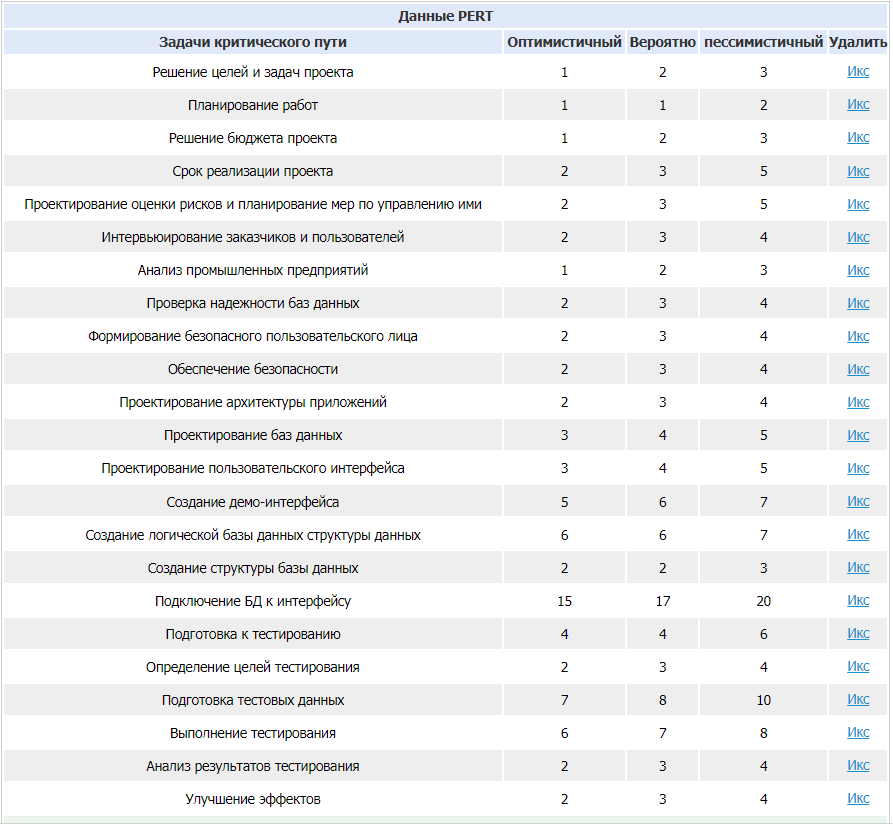 Данные PERT
Задачи критического пути Оптимистичный Вероятно пессимистичный Удалить
Решение целей и задач проекта 1 2 3 Икс
Планирование работ 1 1 2 Икс
Решение бюджета проекта 1 2 3 Икс
Срок реализации проекта 2 3 5 Икс
Проектирование оценки рисков и планирование мер по управлению ими 2 3 5 Икс
Интервьюирование заказчиков и пользователей 2 3 4 Икс
Анализ промышленных предприятий 1 2 3 Икс
Проверка надежности баз данных 2 3 4 Икс
Формирование безопасного пользовательского лица 2 3 4 Икс
Обеспечение безопасности 2 3 4 Икс
Проектирование архитектуры приложений 2 3 4 Икс
Проектирование баз данных 3 4 5 Икс
Проектирование пользовательского интерфейса 3 4 5 Икс
Создание демо-интерфейса 5 6 7 Икс
Создание логической базы данных структуры данных 6 6 7 Икс
Создание структуры базы данных 2 2 3 Икс
Подключение БД к интерфейсу 15 17 20 Икс
Подготовка к тестированию 4 4 6 Икс
Определение целей тестирования 2 3 4 Икс
Подготовка тестовых данных 7 8 10 Икс
Выполнение тестирования 6 7 8 Икс
Анализ результатов тестирования 2 3 4 Икс
Улучшение эффектов 2 3 4 Икс